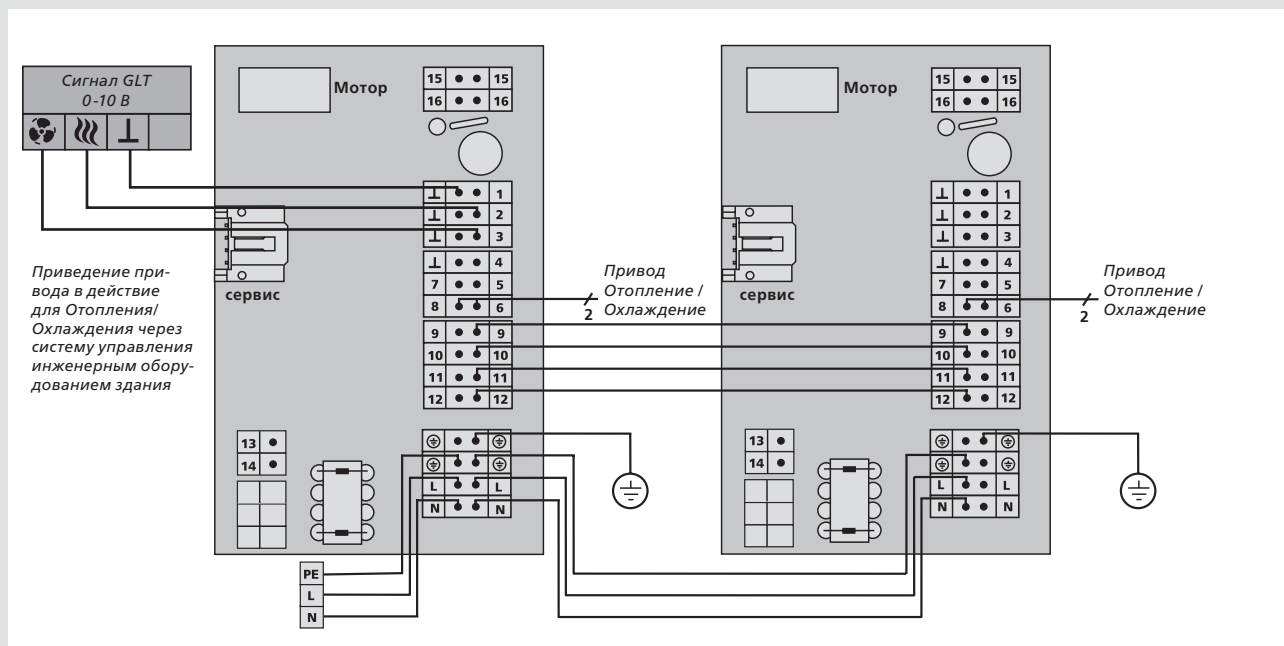 Сигнал GLT
0-10 В
Приведение при-
вода в действие
для Отопления/
Охлаждения через
систему управления
инженерным обору-
дованием здания
Мотор
15 15
16 16
1
2
3
4
7 5
8 6
9 9
10 10
11 11
12 12
сервис
13
14
L L
N N
PE
L
N
Привод
Отопление /
Охлаждение
2
Мотор
15 15
16 16
1
2
3
4
7 5
8 6
9 9
10 10
11 11
12 12
сервис
13
14
L L
N N
Привод
Отопление /
Охлаждение
2